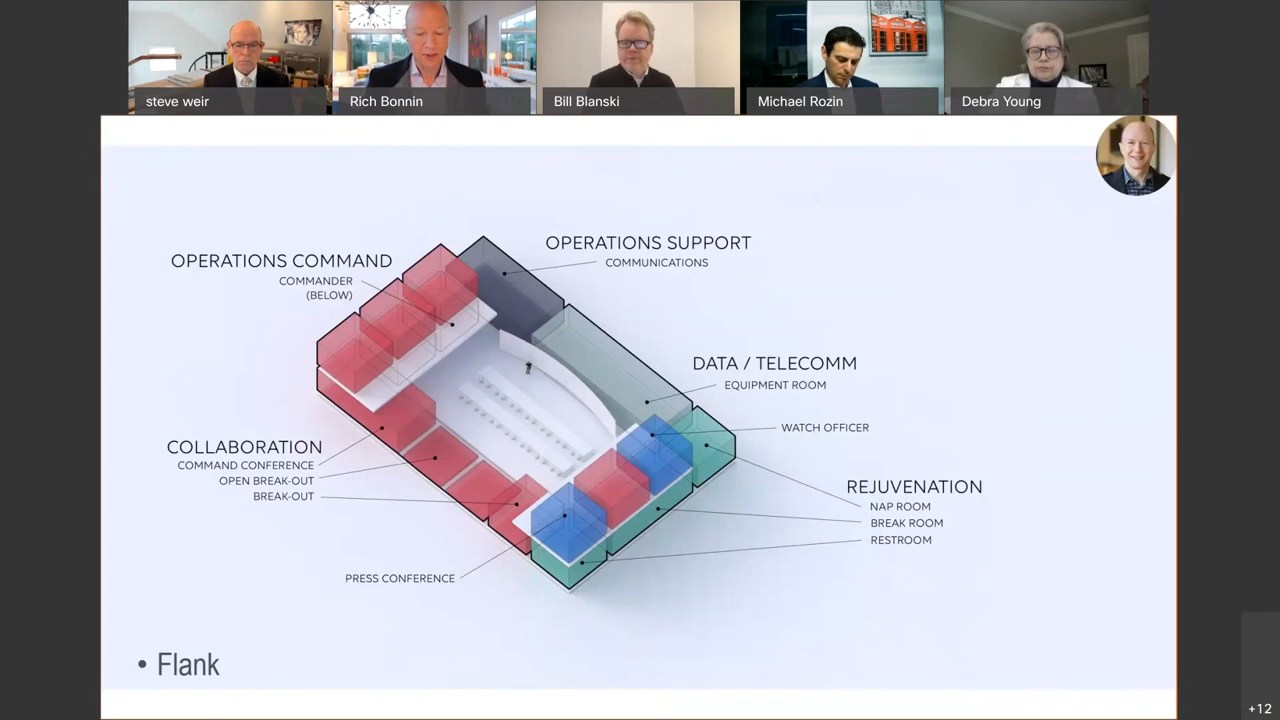 steve weir
Rich Bonnin
Bill Blanski
Michael Rozin
Debra Young
OPERATIONS COMMAND
COMMANDER
(BELOW)
OPERATIONS SUPPORT
COMMUNICATIONS
DATA / TELECOMM
EQUIPMENT ROOM
WATCH OFFICER
COLLABORATION
COMMAND CONFERENCE
OPEN BREAK-OUT
BREAK-OUT
REJUVENATION
NAP ROOM
BREAK ROOM
RESTROOM
PRESS CONFERENCE
• Flank
+12